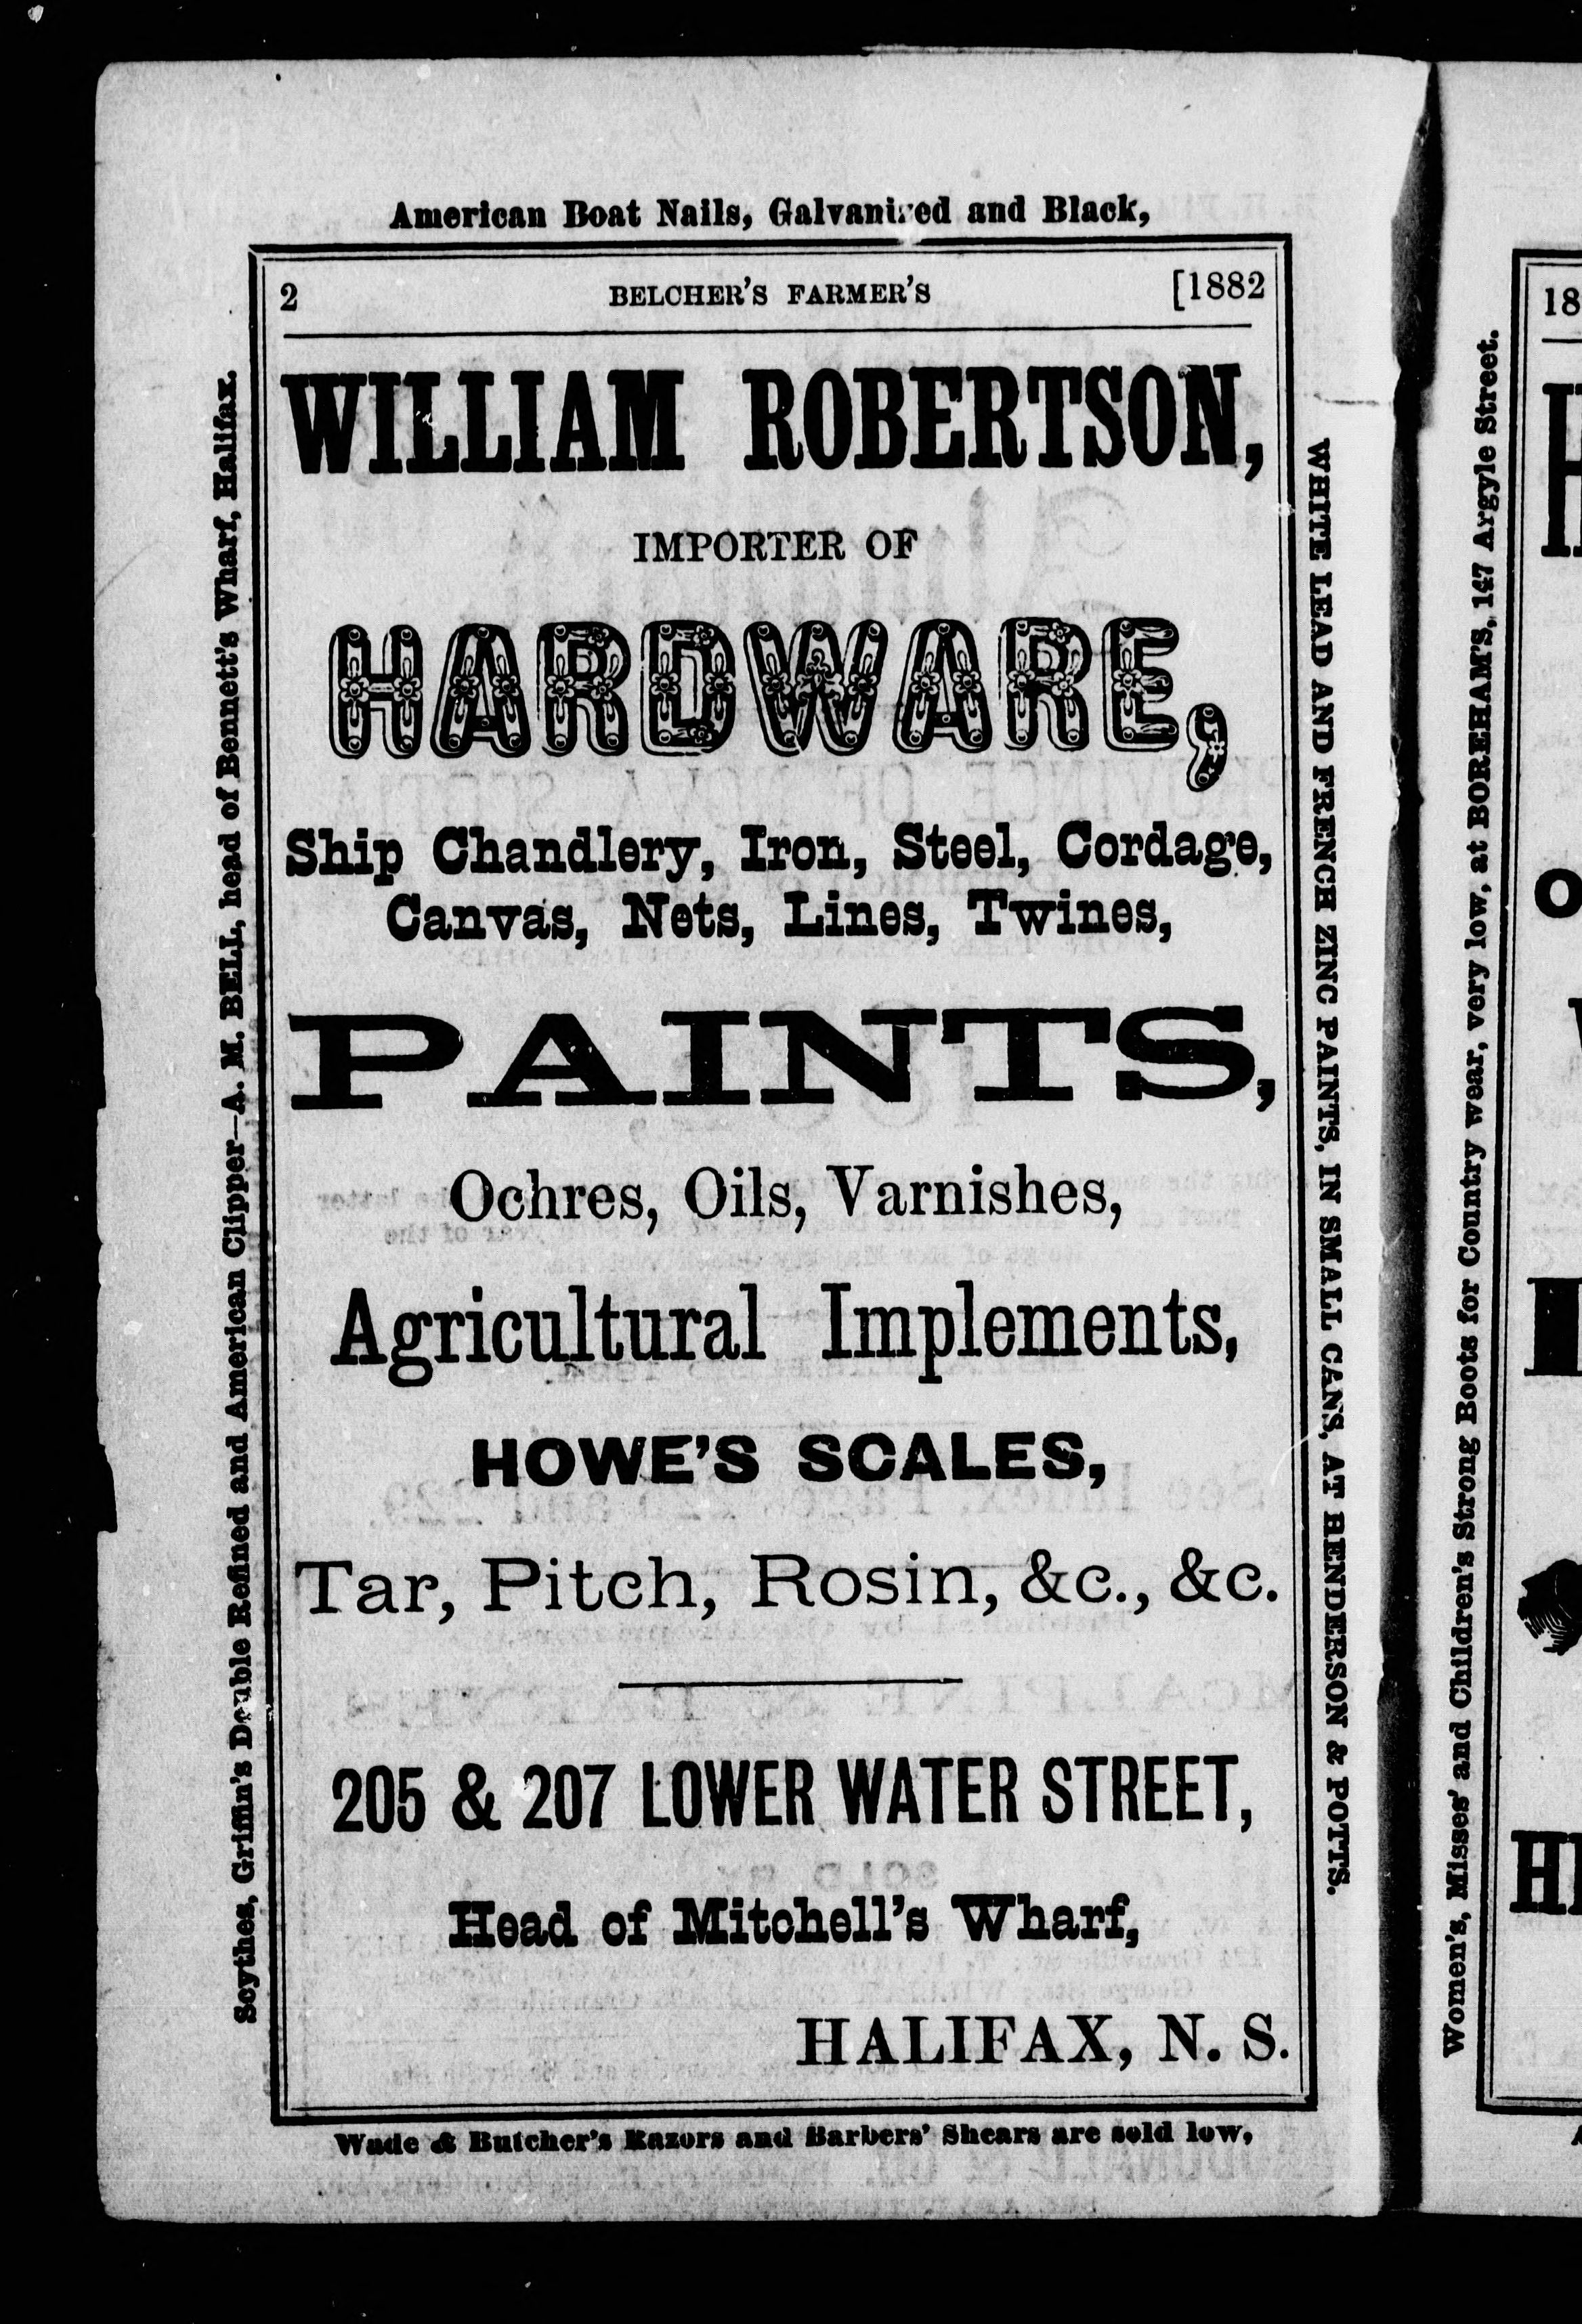 American Boat Nails, Galvanized and Black,
2 BELCHER'S FARMER'S [1882
WILLIAM ROBERTSON,
IMPORTER OF
HARDWARE,
Ship Chandlery, Iron, Steel, Cordage,
Canvas, Nets, Lines, Twines,
PAINTS,
Ochres, Oils, Varnishes,
Agricultural Implements,
HOWE'S SCALES,
Tar, Pitch, Rosin, &c., &c.
205 & 207 LOWER WATER STREET,
Head of Mitchell's Wharf,
HALIFAX, N. S.
Wade & Butcher's Razors and Barbers' Shears are sold low,
Scythes, Griffin's Double Refined and American Clipper—A. M. BELL, head of Bennett's Wharf, Halifax.
WHITE LEAD AND FRENCH ZINC PAINTS, IN SMALL CANS, AT HENDERSON & POTTS.
Women's, Misses' and Children's Strong Boots for Country wear, very low, at BOREHAM'S, 147 Argyle Street.
18